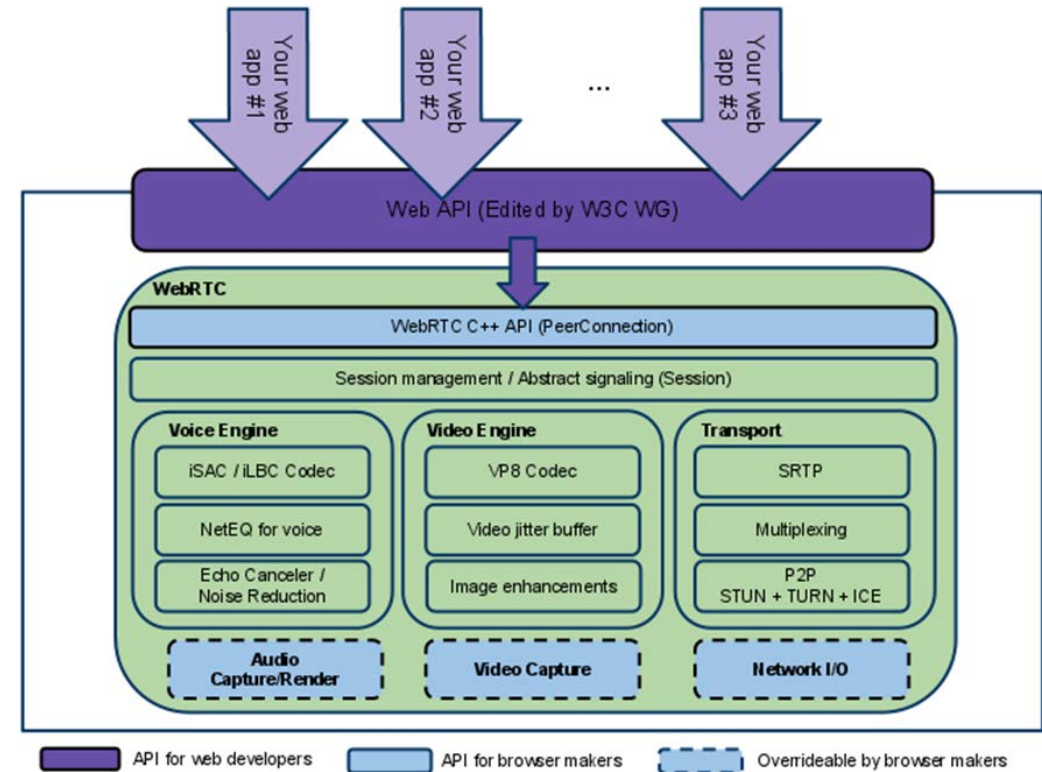 Your web
app #1
Your web
app #2
...
Your web
app #3
Web API (Edited by W3C WG)
WebRTC
WebRTC C++ API (PeerConnection)
Session management / Abstract signaling (Session)
Voice Engine
iSAC / iLBC Codec
NetEQ for voice
Echo Canceler /
Noise Reduction
Video Engine
VP8 Codec
Video jitter buffer
Image enhancements
Transport
SRTP
Multiplexing
P2P
STUN + TURN + ICE
Audio
Capture/Render
Video Capture
Network I/O
API for web developers
API for browser makers
Overrideable by browser makers